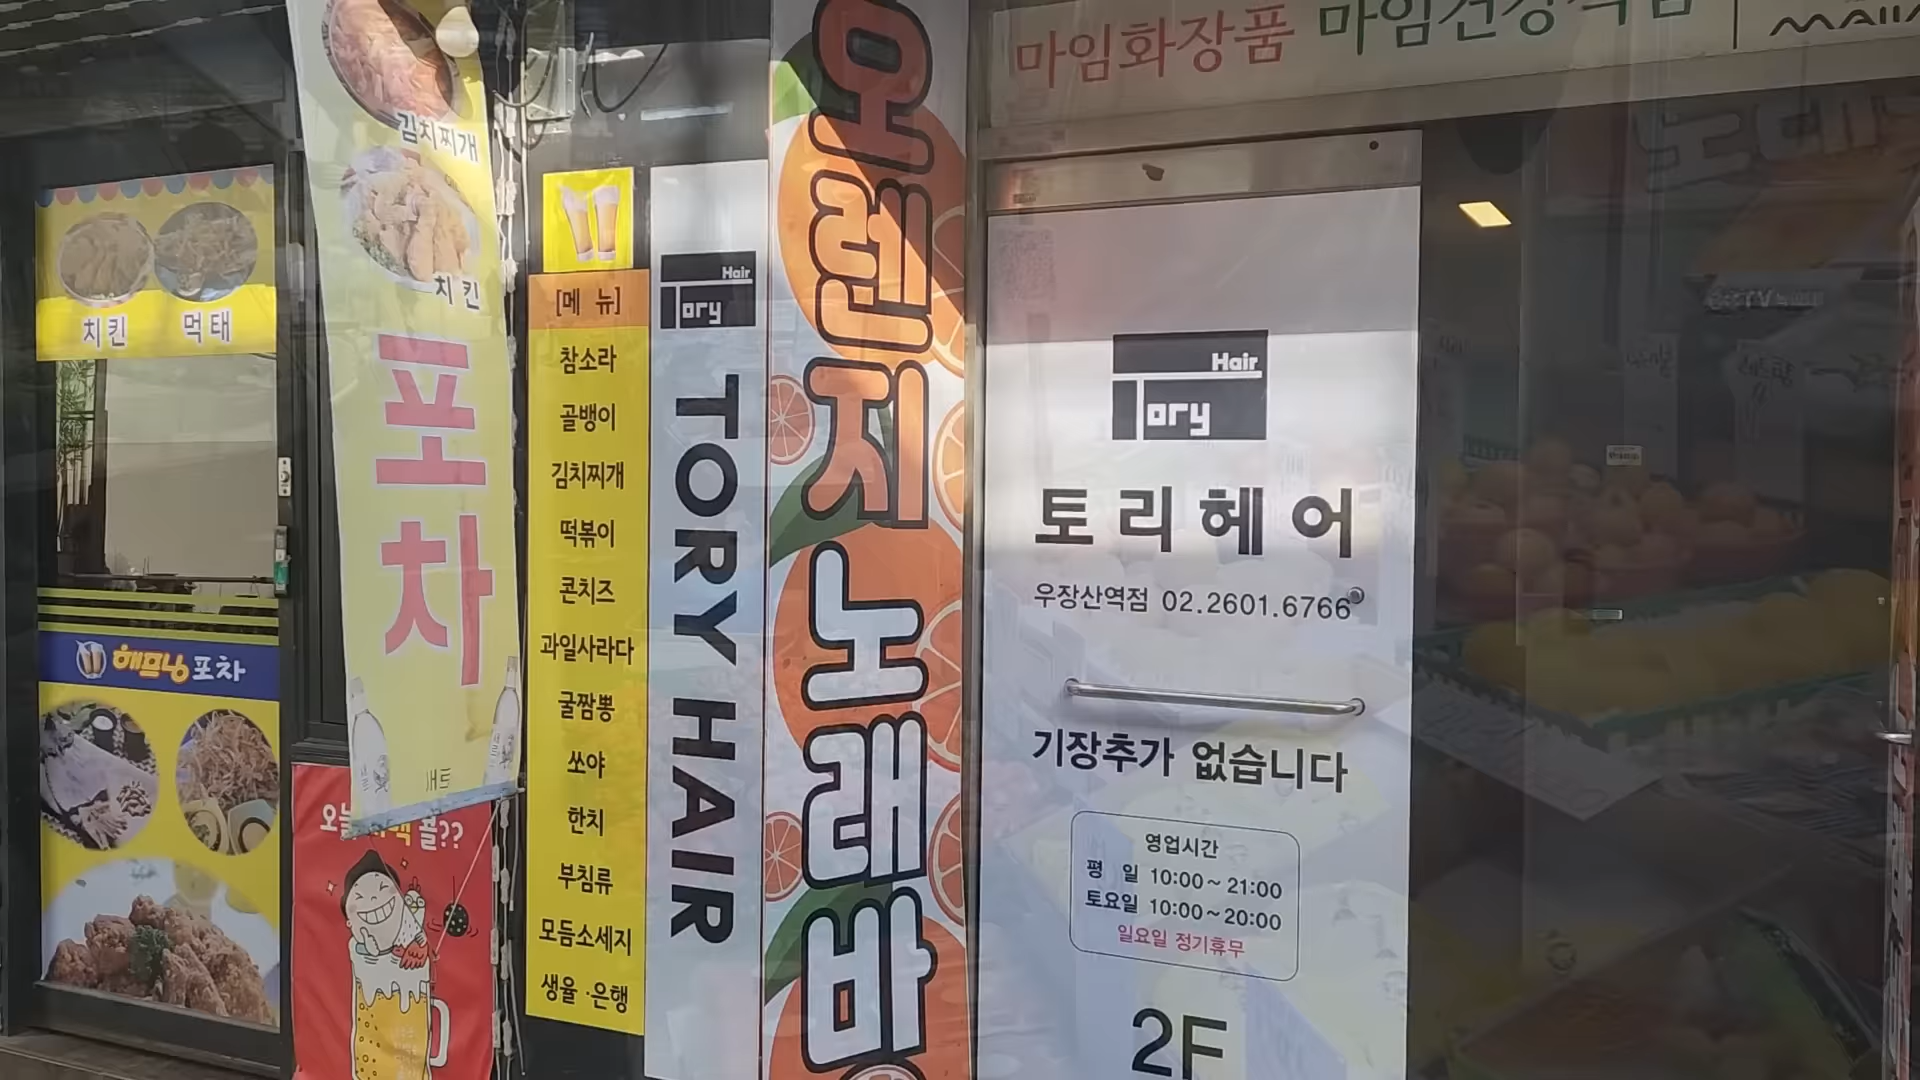 치킨 먹태
해프닝 포차
김치찌개
치킨
포차
새로
[메 뉴]
참소라
골뱅이
김치찌개
떡볶이
콘치즈
과일사라다
굴짬뽕
쏘야
한치
부침류
모듬소세지
생율·은행
Tory Hair
TORY HAIR
오렌지노래방
마임화장품 마임건강식품
Tory Hair
토리헤어
우장산역점 02.2601.6766
기장추가 없습니다
영업시간
평 일 10:00~21:00
토요일 10:00~20:00
일요일 정기휴무
2F